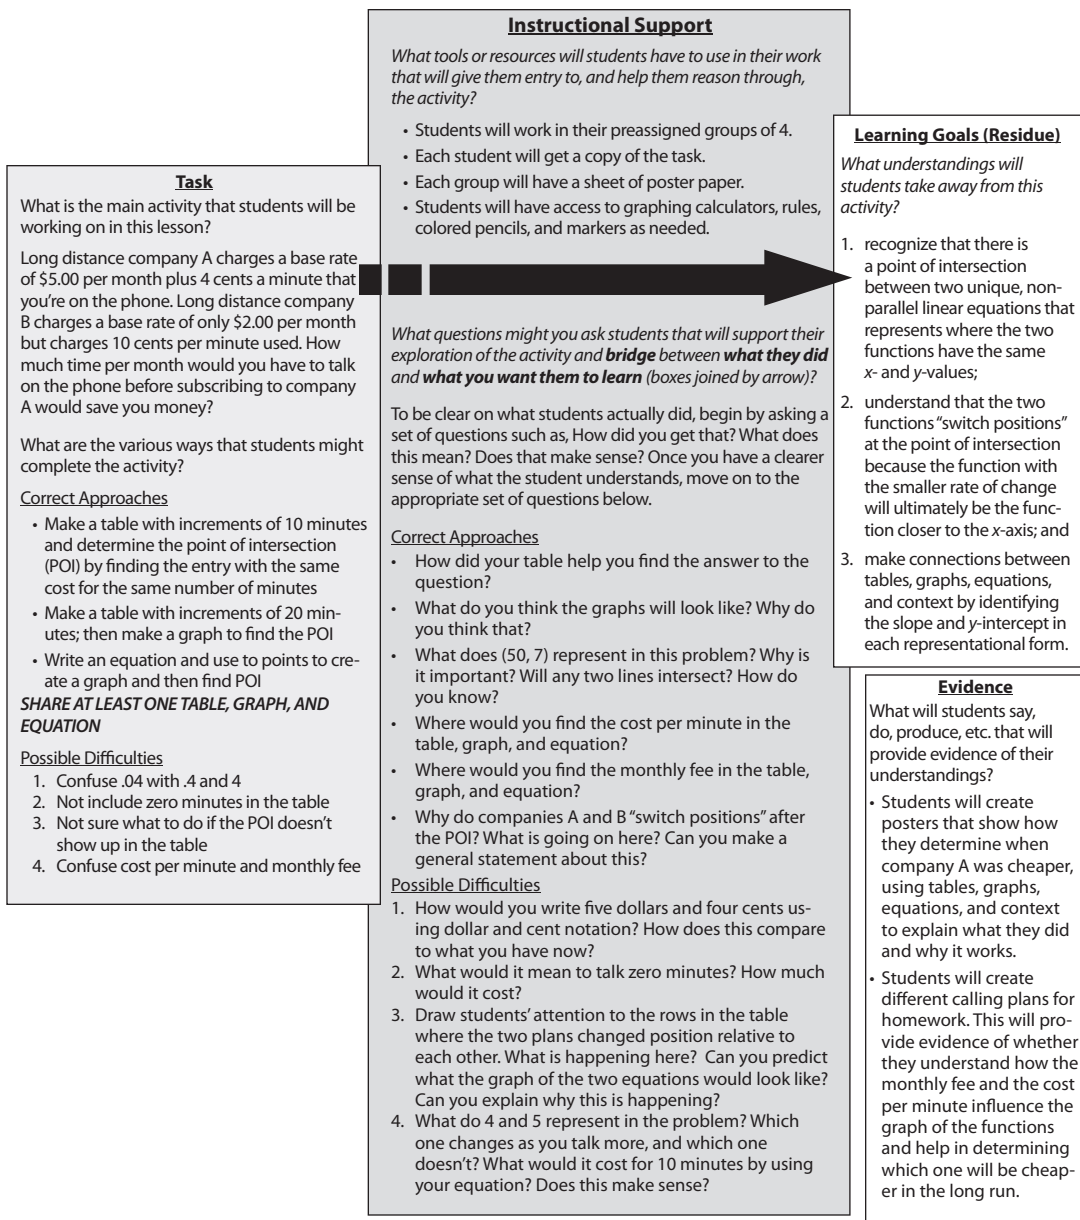 Task
What is the main activity that students will be
working on in this lesson?
Long distance company A charges a base rate
of $5.00 per month plus 4 cents a minute that
you're on the phone. Long distance company
B charges a base rate of only $2.00 per month
but charges 10 cents per minute used. How
much time per month would you have to talk
on the phone before subscribing to company
A would save you money?
What are the various ways that students might
complete the activity?
Correct Approaches
• Make a table with increments of 10 minutes
and determine the point of intersection
(POI) by finding the entry with the same
cost for the same number of minutes
• Make a table with increments of 20 min-
utes; then make a graph to find the POI
• Write an equation and use to points to cre-
ate a graph and then find POI
SHARE AT LEAST ONE TABLE, GRAPH, AND
EQUATION
Possible Difficulties
1. Confuse .04 with .4 and 4
2. Not include zero minutes in the table
3. Not sure what to do if the POI doesn't
show up in the table
4. Confuse cost per minute and monthly fee
Instructional Support
What tools or resources will students have to use in their work
that will give them entry to, and help them reason through,
the activity?
• Students will work in their preassigned groups of 4.
• Each student will get a copy of the task.
• Each group will have a sheet of poster paper.
• Students will have access to graphing calculators, rules,
colored pencils, and markers as needed.
What questions might you ask students that will support their
exploration of the activity and bridge between what they did
and what you want them to learn (boxes joined by arrow)?
To be clear on what students actually did, begin by asking a
set of questions such as, How did you get that? What does
this mean? Does that make sense? Once you have a clearer
sense of what the student understands, move on to the
appropriate set of questions below.
Correct Approaches
• How did your table help you find the answer to the
question?
• What do you think the graphs will look like? Why do
you think that?
• What does (50, 7) represent in this problem? Why is
it important? Will any two lines intersect? How do
you know?
• Where would you find the cost per minute in the
table, graph, and equation?
• Where would you find the monthly fee in the table,
graph, and equation?
• Why do companies A and B "switch positions" after
the POI? What is going on here? Can you make a
general statement about this?
Possible Difficulties
1. How would you write five dollars and four cents us-
ing dollar and cent notation? How does this compare
to what you have now?
2. What would it mean to talk zero minutes? How much
would it cost?
3. Draw students' attention to the rows in the table
where the two plans changed position relative to
each other. What is happening here? Can you predict
what the graph of the two equations would look like?
Can you explain why this is happening?
4. What do 4 and 5 represent in the problem? Which
one changes as you talk more, and which one
doesn't? What would it cost for 10 minutes by using
your equation? Does this make sense?
Learning Goals (Residue)
What understandings will
students take away from this
activity?
1. recognize that there is
a point of intersection
between two unique, non-
parallel linear equations that
represents where the two
functions have the same
x- and y-values;
2. understand that the two
functions "switch positions"
at the point of intersection
because the function with
the smaller rate of change
will ultimately be the func-
tion closer to the x-axis; and
3. make connections between
tables, graphs, equations,
and context by identifying
the slope and y-intercept in
each representational form.
Evidence
What will students say,
do, produce, etc. that will
provide evidence of their
understandings?
• Students will create
posters that show how
they determine when
company A was cheaper,
using tables, graphs,
equations, and context
to explain what they did
and why it works.
• Students will create
different calling plans for
homework. This will pro-
vide evidence of whether
they understand how the
monthly fee and the cost
per minute influence the
graph of the functions
and help in determining
which one will be cheap-
er in the long run.